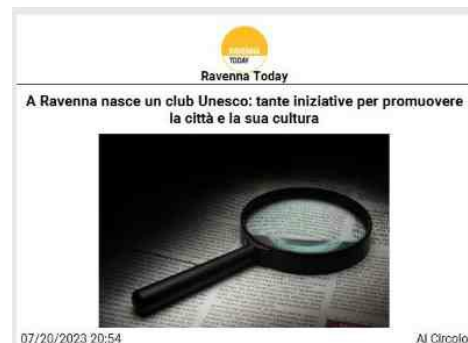 RAVENNA
TODAY
Ravenna Today
A Ravenna nasce un club Unesco: tante iniziative per promuovere
la città e la sua cultura
07/20/2023 20:54
Al Circolo